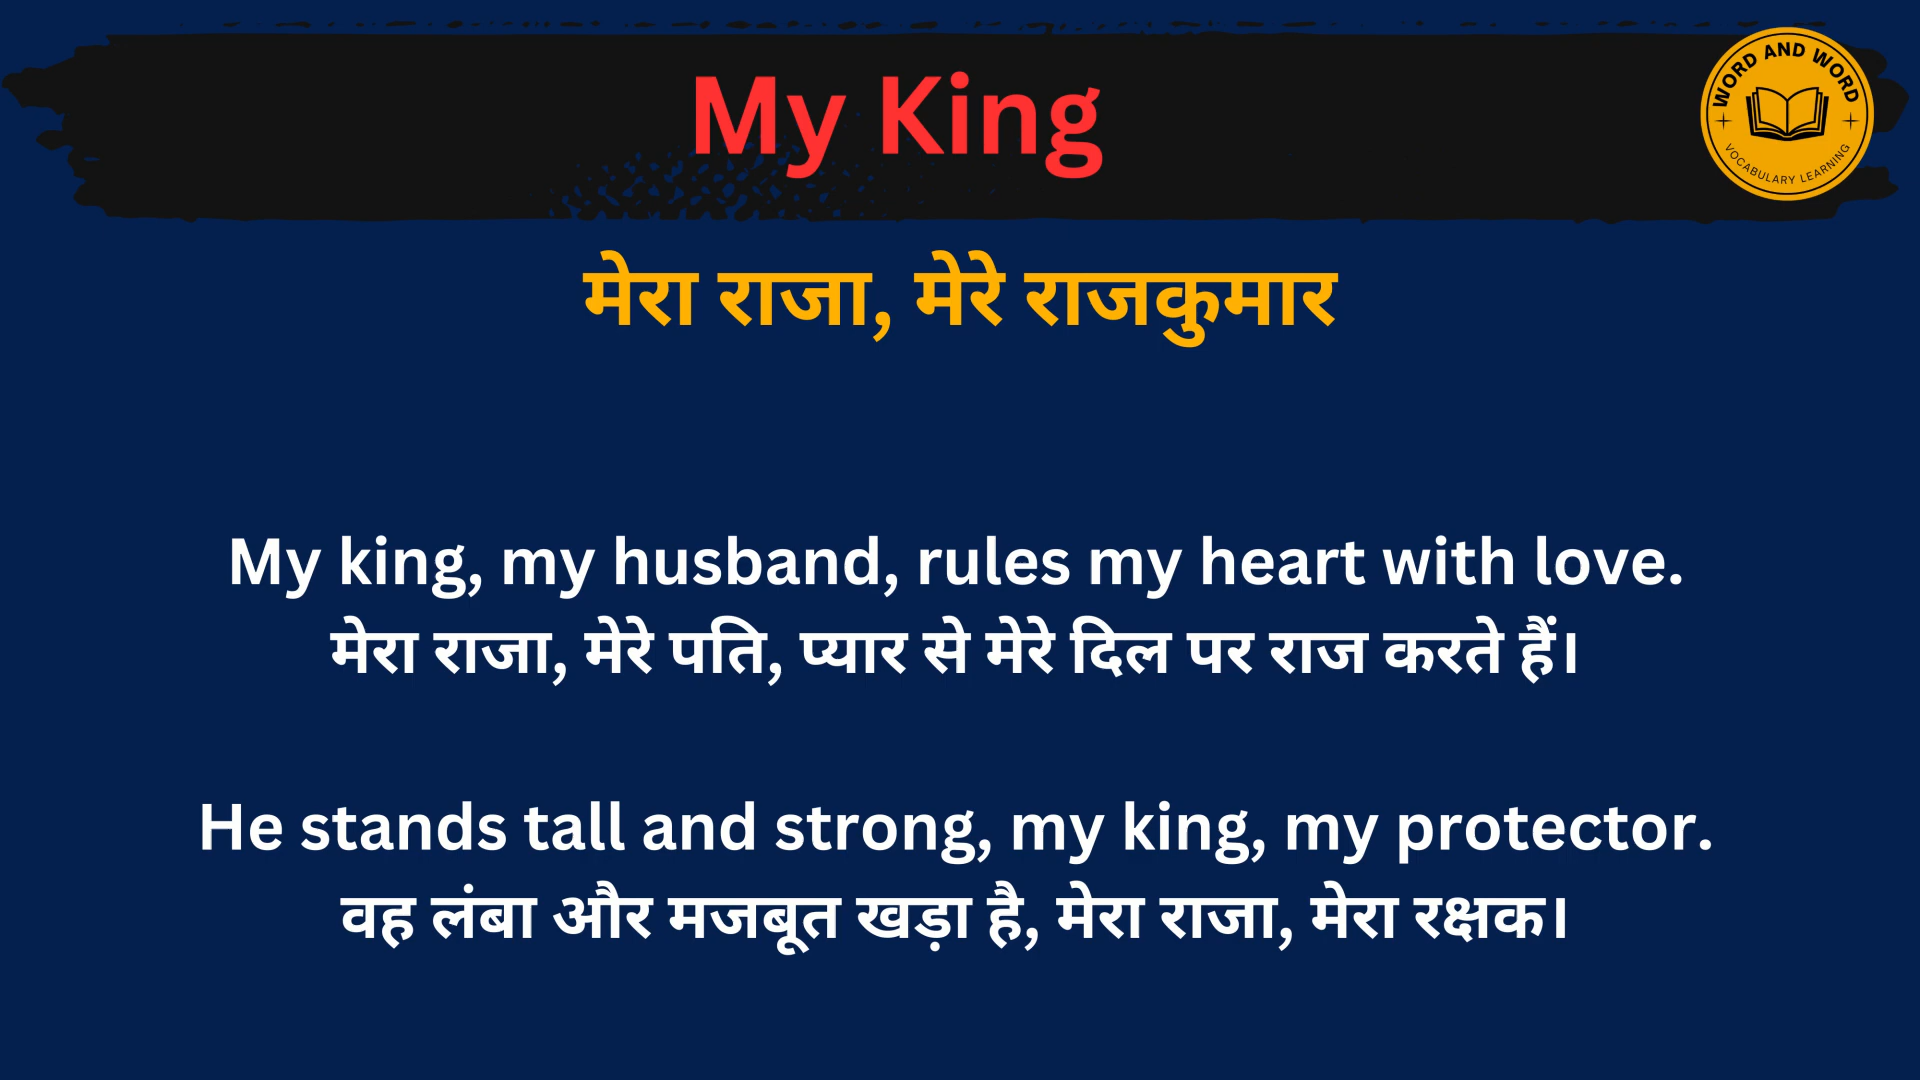 My King
WORD AND WORD
VOCABULARY LEARNING
मेरा राजा, मेरे राजकुमार
My king, my husband, rules my heart with love.
मेरा राजा, मेरे पति, प्यार से मेरे दिल पर राज करते हैं।
He stands tall and strong, my king, my protector.
वह लंबा और मजबूत खड़ा है, मेरा राजा, मेरा रक्षक।